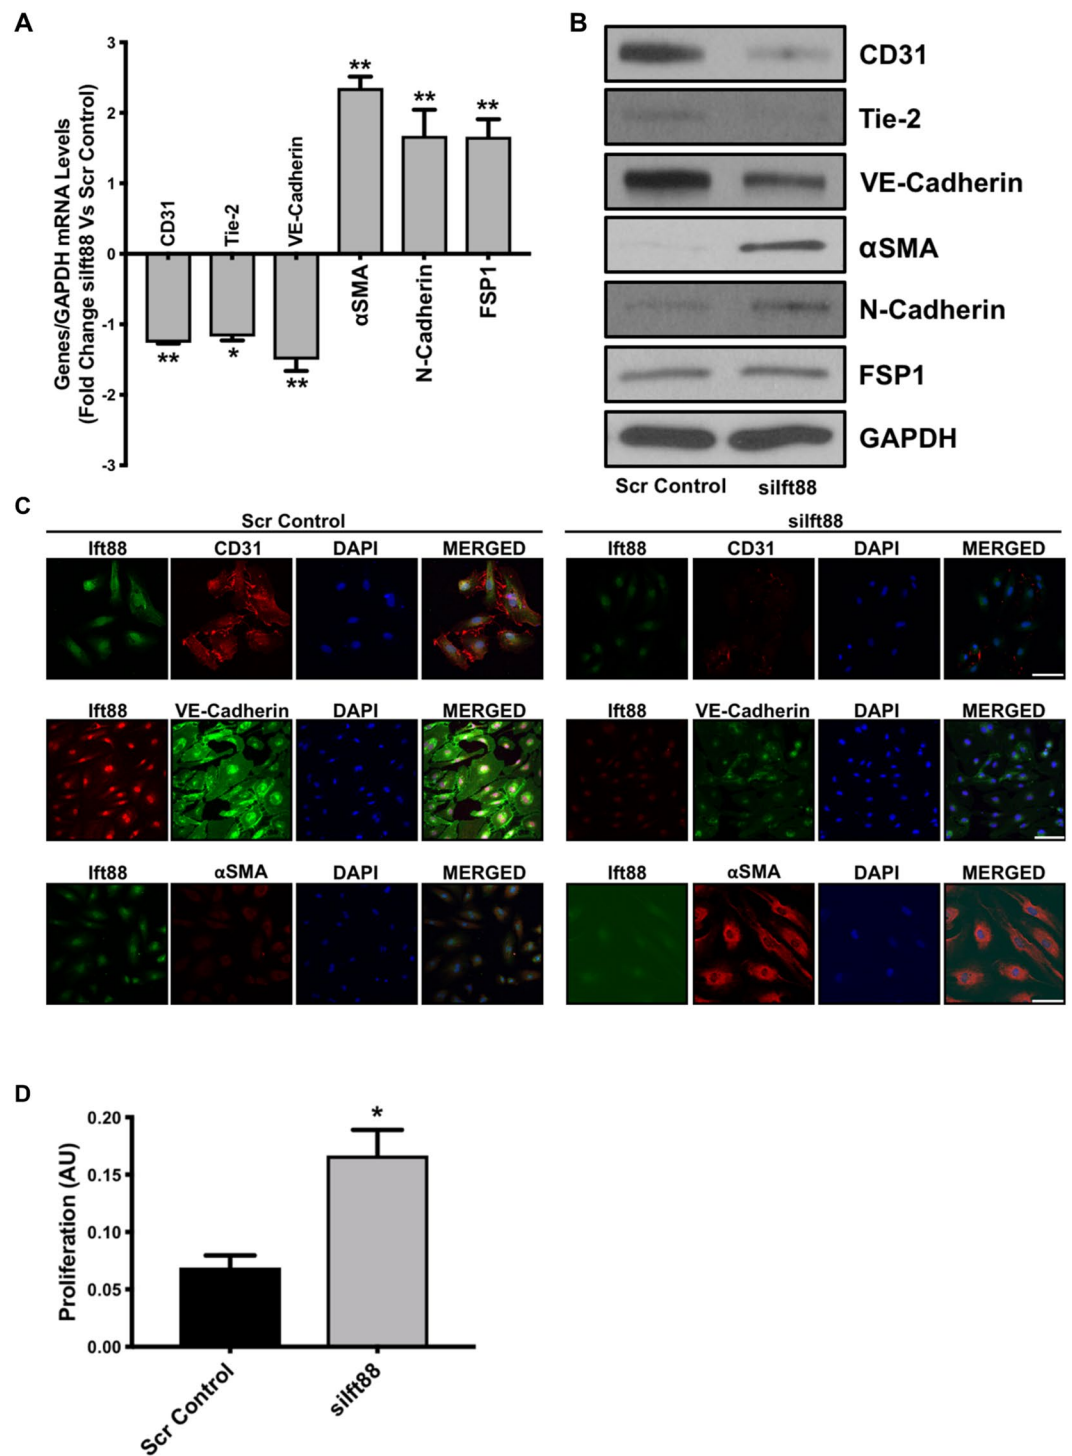 A
Genes/GAPDH mRNA Levels
(Fold Change silft88 Vs Scr Control)
3
2
1
0
-1
-2
-3
CD31
Tie-2
VE-Cadherin
αSMA
N-Cadherin
FSP1
**
*
**
**
**
**
B
CD31
Tie-2
VE-Cadherin
αSMA
N-Cadherin
FSP1
GAPDH
Scr Control silft88
C
Scr Control silft88
Ift88 CD31 DAPI MERGED Ift88 CD31 DAPI MERGED
Ift88 VE-Cadherin DAPI MERGED Ift88 VE-Cadherin DAPI MERGED
Ift88 αSMA DAPI MERGED Ift88 αSMA DAPI MERGED
D
Proliferation (AU)
0.20
0.15
0.10
0.05
0.00
*
Scr Control
silft88